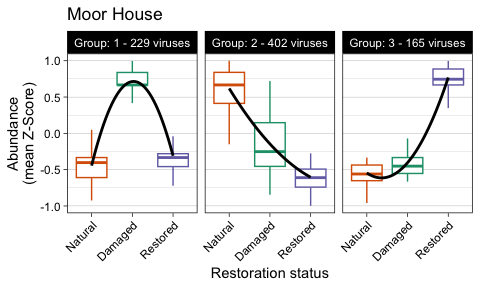 Moor House
Group: 1 - 229 viruses
Group: 2 - 402 viruses
Group: 3 - 165 viruses
Abundance
(mean Z-Score)
1.0
0.5
0.0
-0.5
-1.0
Natural
Damaged
Restored
Natural
Damaged
Restored
Natural
Damaged
Restored
Restoration status